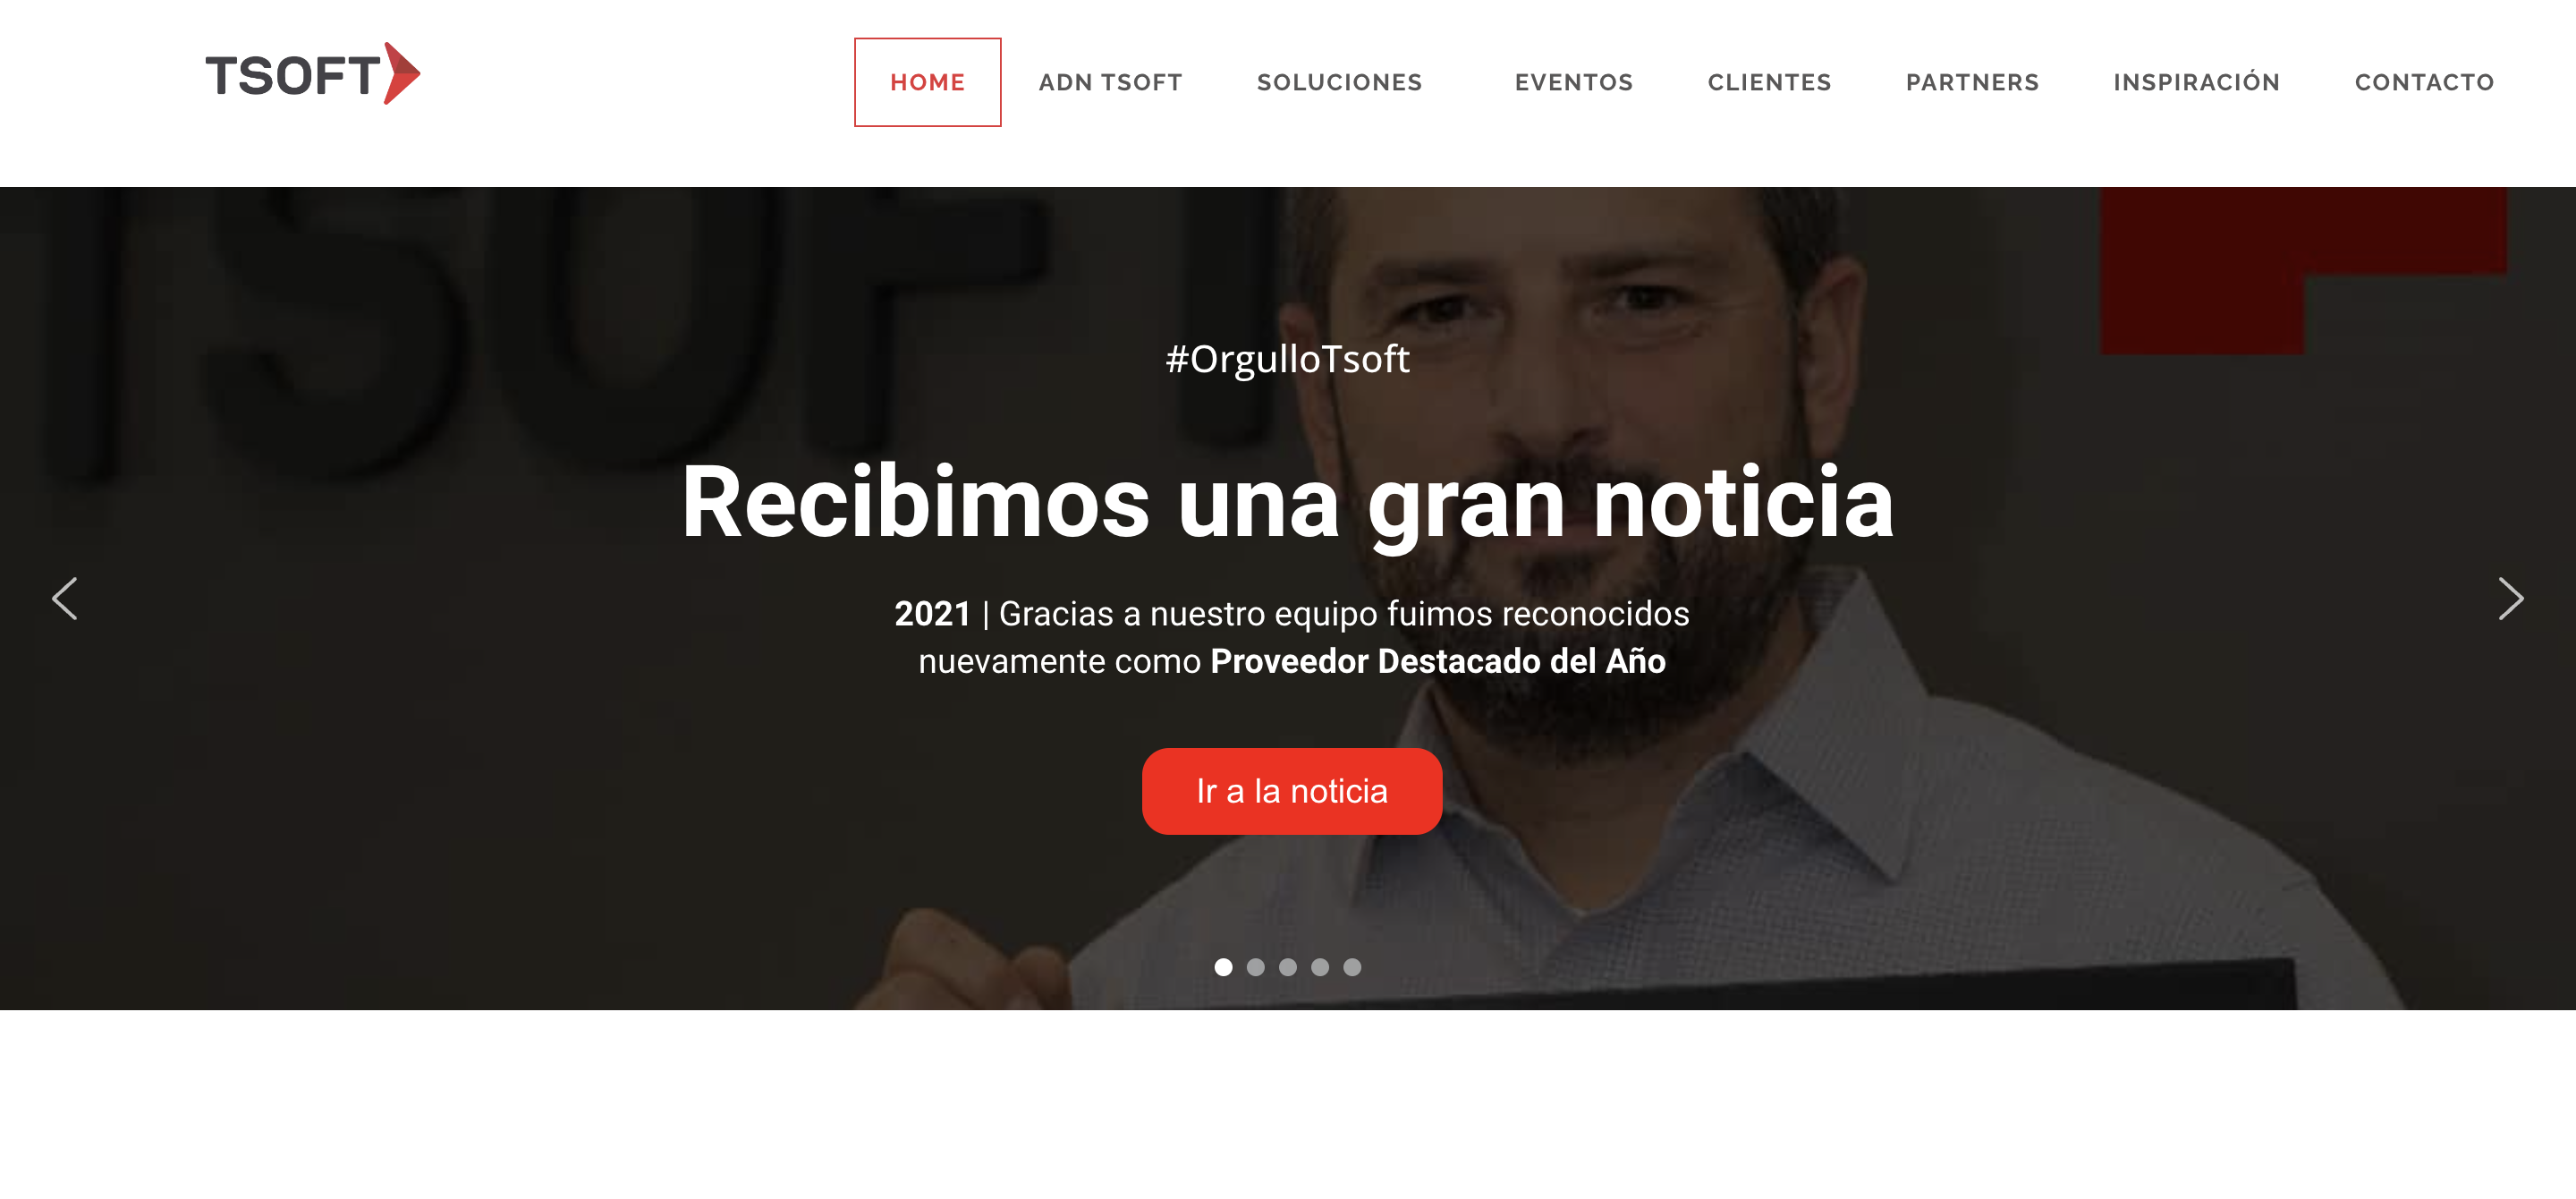 TSOFT
HOME
ADN TSOFT
SOLUCIONES
EVENTOS
CLIENTES
PARTNERS
INSPIRACIÓN
CONTACTO
TSOFT
#OrgulloTsoft
Recibimos una gran noticia
2021 | Gracias a nuestro equipo fuimos reconocidos
nuevamente como Proveedor Destacado del Año
Ir a la noticia